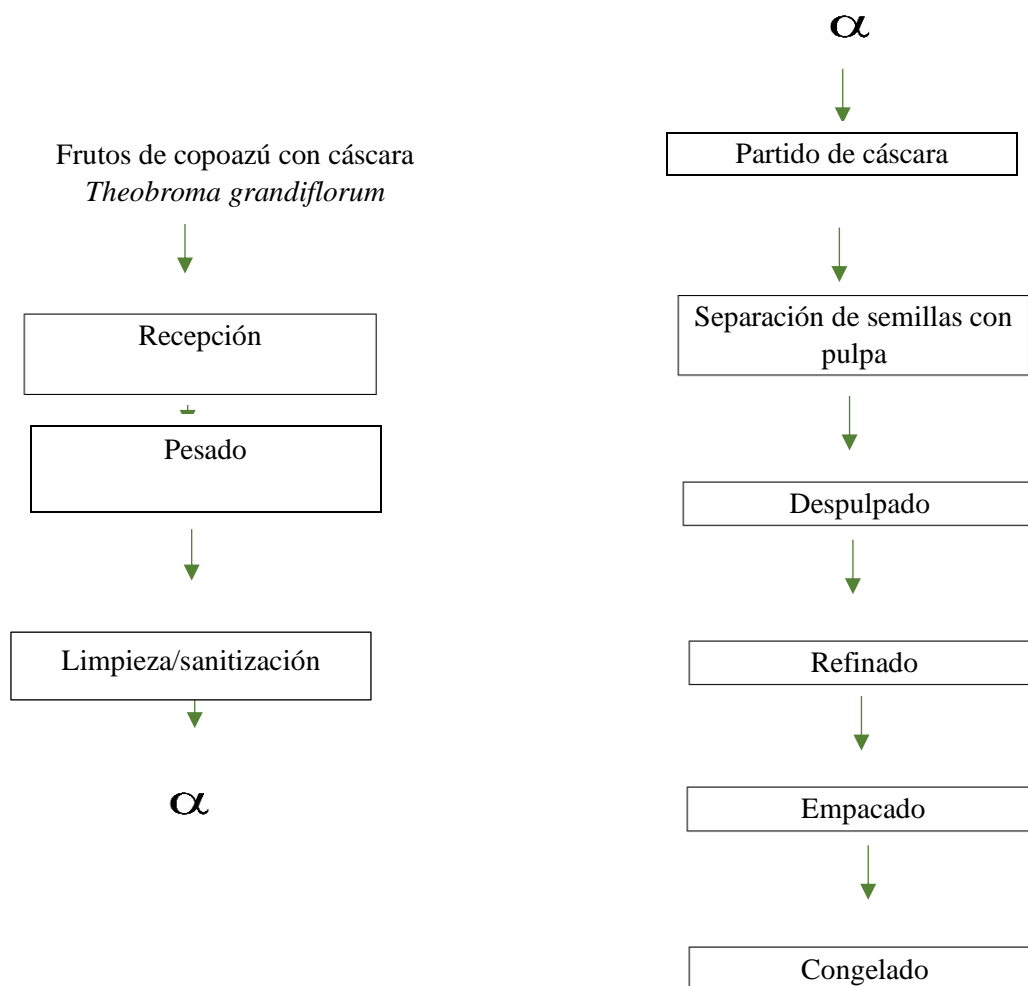 Frutos de copoazú con cáscara
Theobroma grandiflorum
Recepción
Pesado
Limpieza/sanitización
α
α
Partido de cáscara
Separación de semillas con
pulpa
Despulpado
Refinado
Empacado
Congelado